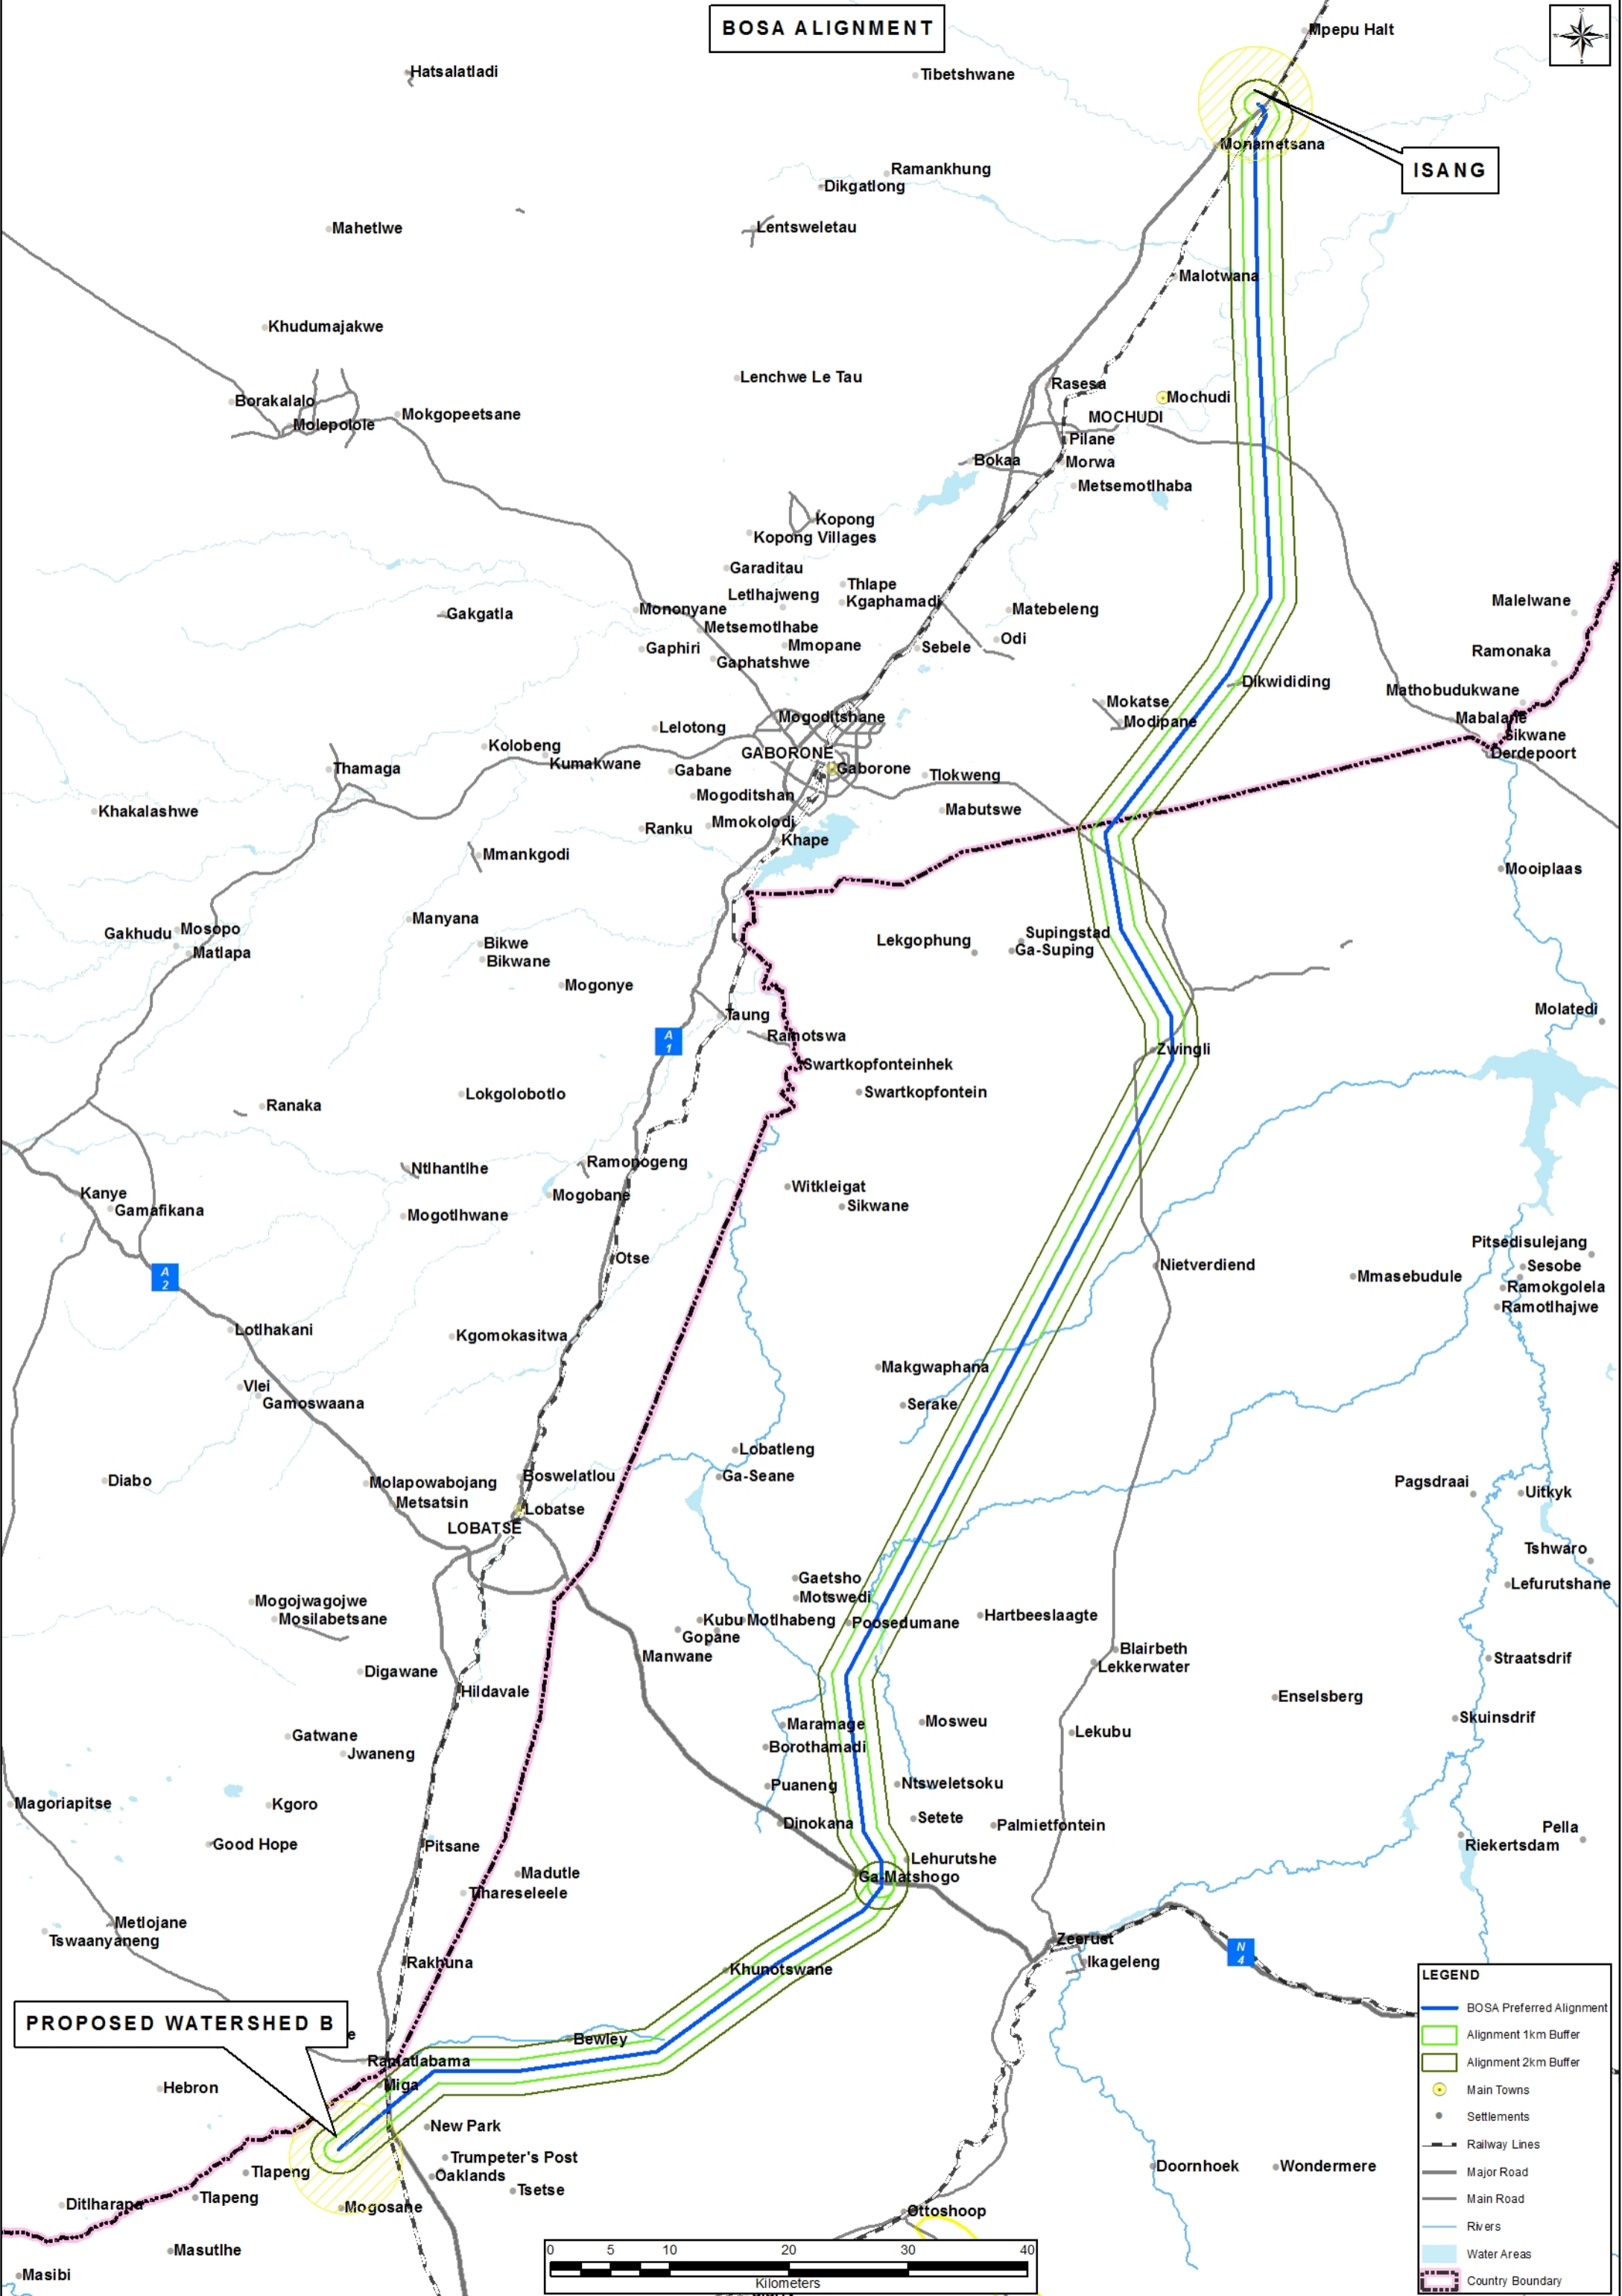 BOSA ALIGNMENT
Mpepu Halt
Hatsalatladi
Tibetshwane
Monametsana
ISANG
Ramankhung
Dikgatlong
Mahetlwe
Lentsweletau
Malotwana
Khudumajakwe
Lenchwe Le Tau
Rasesa
Mochudi
Borakalalo
Mokgopeetsane
MOCHUDI
Molepolole
Pilane
Bokaa
Morwa
Metsemotlhaba
Kopong
Kopong Villages
Garaditau
Thlape
Letlhajweng
Kgaphamadi
Malelwane
Gakgatla
Mononyane
Matebeleng
Metsemotlhabe
Odi
Gaphiri
Mmopane
Sebele
Ramonaka
Gaphatshwe
Dikwididing
Mathobudukwane
Mokatse
Mogoditshane
Modipane
Mabalane
Lelotong
Sikwane
Kolobeng
GABORONE
Derdepoort
Kumakwane
Thamaga
Gabane
Gaborone
Tlokweng
Mogoditshan
Khakalashwe
Mabutswe
Ranku
Mmokolodi
Khape
Mmankgodi
Mooiplaas
Manyana
Gakhudu
Mosopo
Supingstad
Lekgophung
Bikwe
Ga-Suping
Matlapa
Bikwane
Mogonye
Molatedi
Taung
A
1
Ramotswa
Zwingli
Swartkopfonteinhek
Lokgolobotlo
Swartkopfontein
Ranaka
Ntlhantlhe
Ramonogeng
Kanye
Mogobane
Witkleigat
Gamafikana
Sikwane
Mogotlhwane
Pitsedisulejang
Otse
Nietverdiend
Sesobe
A
2
Mmasebudule
Ramokgolela
Ramotlhajwe
Lotlhakani
Kgomokasitwa
Makgwaphana
Vlei
Gamoswaana
Serake
Lobatleng
Diabo
Molapowabojang
Boswelatlou
Ga-Seane
Pagsdraai
Uitkyk
Metsatsin
Lobatse
LOBATSE
Tshwaro
Gaetsho
Lefurutshane
Mogojwagojwe
Motswedi
Mosilabetsane
Kubu
Motlhabeng
Poosedumane
Hartbeeslaagte
Gopane
Manwane
Blairbeth
Straatsdrif
Digawane
Lekkerwater
Hildavale
Enselsberg
Gatwane
Maramage
Mosweu
Lekubu
Skuinsdrif
Jwaneng
Borothamadi
Puaneng
Ntsweletsoku
Magoriapitse
Kgoro
Dinokana
Setete
Palmietfontein
Pella
Good Hope
Pitsane
Riekertsdam
Lehurutshe
Madutle
Ga-Matshogo
Tlhareseleele
Metlojane
Tswaanyaneng
Zeerust
N
4
Rakhuna
Khunotswane
Ikageleng
PROPOSED WATERSHED B
e
Bewley
Ramatlabama
Miga
Hebron
New Park
Trumpeter's Post
Tlapeng
Oaklands
Doornhoek
Wondermere
Tsetse
Tlapeng
Ditlharapa
Mogosane
Ottoshoop
Masutlhe
Masibi
0 5 10 20 30 40
Kilometers
LEGEND
BOSA Preferred Alignment
Alignment 1km Buffer
Alignment 2km Buffer
Main Towns
Settlements
Railway Lines
Major Road
Main Road
Rivers
Water Areas
Country Boundary